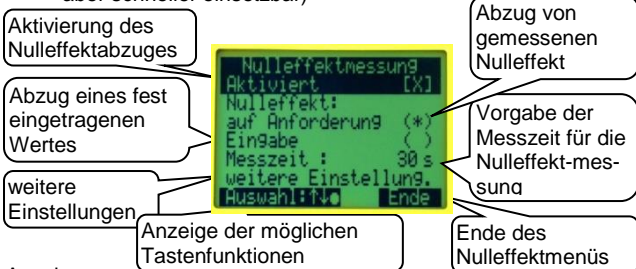 aber schneller einsetzbar)
Aktivierung des
Nulleffektabzuges
Abzug von
gemessenen
Nulleffekt
Abzug eines fest
eingetragenen
Wertes
Nulleffektmessung
Aktiviert [X]
Nulleffekt:
auf Anforderung (*)
Eingabe ( )
Messzeit : 30 s
weitere Einstellung.
Auswahl:↑↓● Ende
Vorgabe der
Messzeit für die
Nulleffekt-mes-
sung
weitere
Einstellungen
Anzeige der möglichen
Tastenfunktionen
Ende des
Nulleffektmenüs